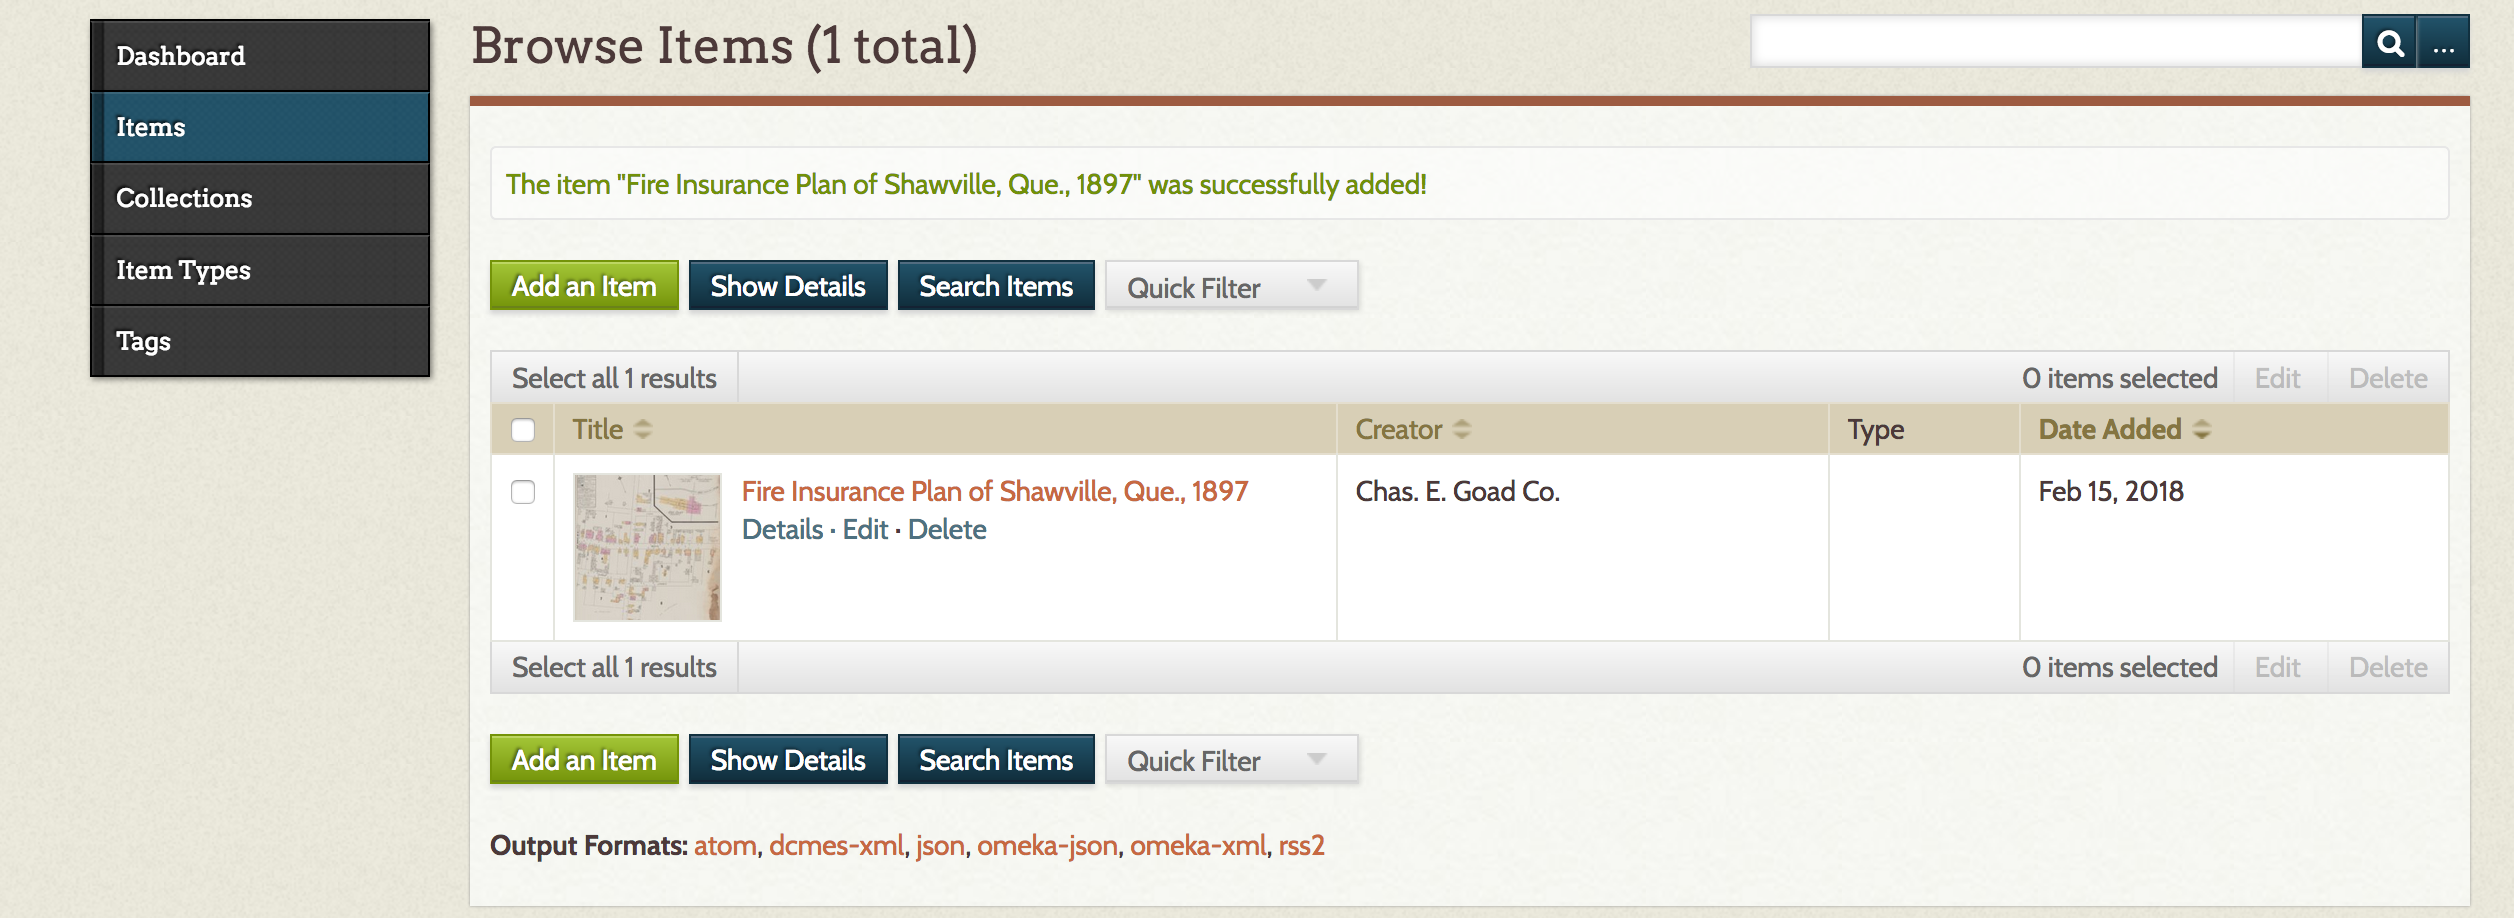 Dashboard
Items
Collections
Item Types
Tags
Browse Items (1 total)
...
The item "Fire Insurance Plan of Shawville, Que., 1897" was successfully added!
Add an Item Show Details Search Items Quick Filter
Select all 1 results 0 items selected Edit Delete
Title Creator Type Date Added
Fire Insurance Plan of Shawville, Que., 1897 Chas. E. Goad Co. Feb 15, 2018
Details · Edit · Delete
Select all 1 results 0 items selected Edit Delete
Add an Item Show Details Search Items Quick Filter
Output Formats: atom, dcmes-xml, json, omeka-json, omeka-xml, rss2